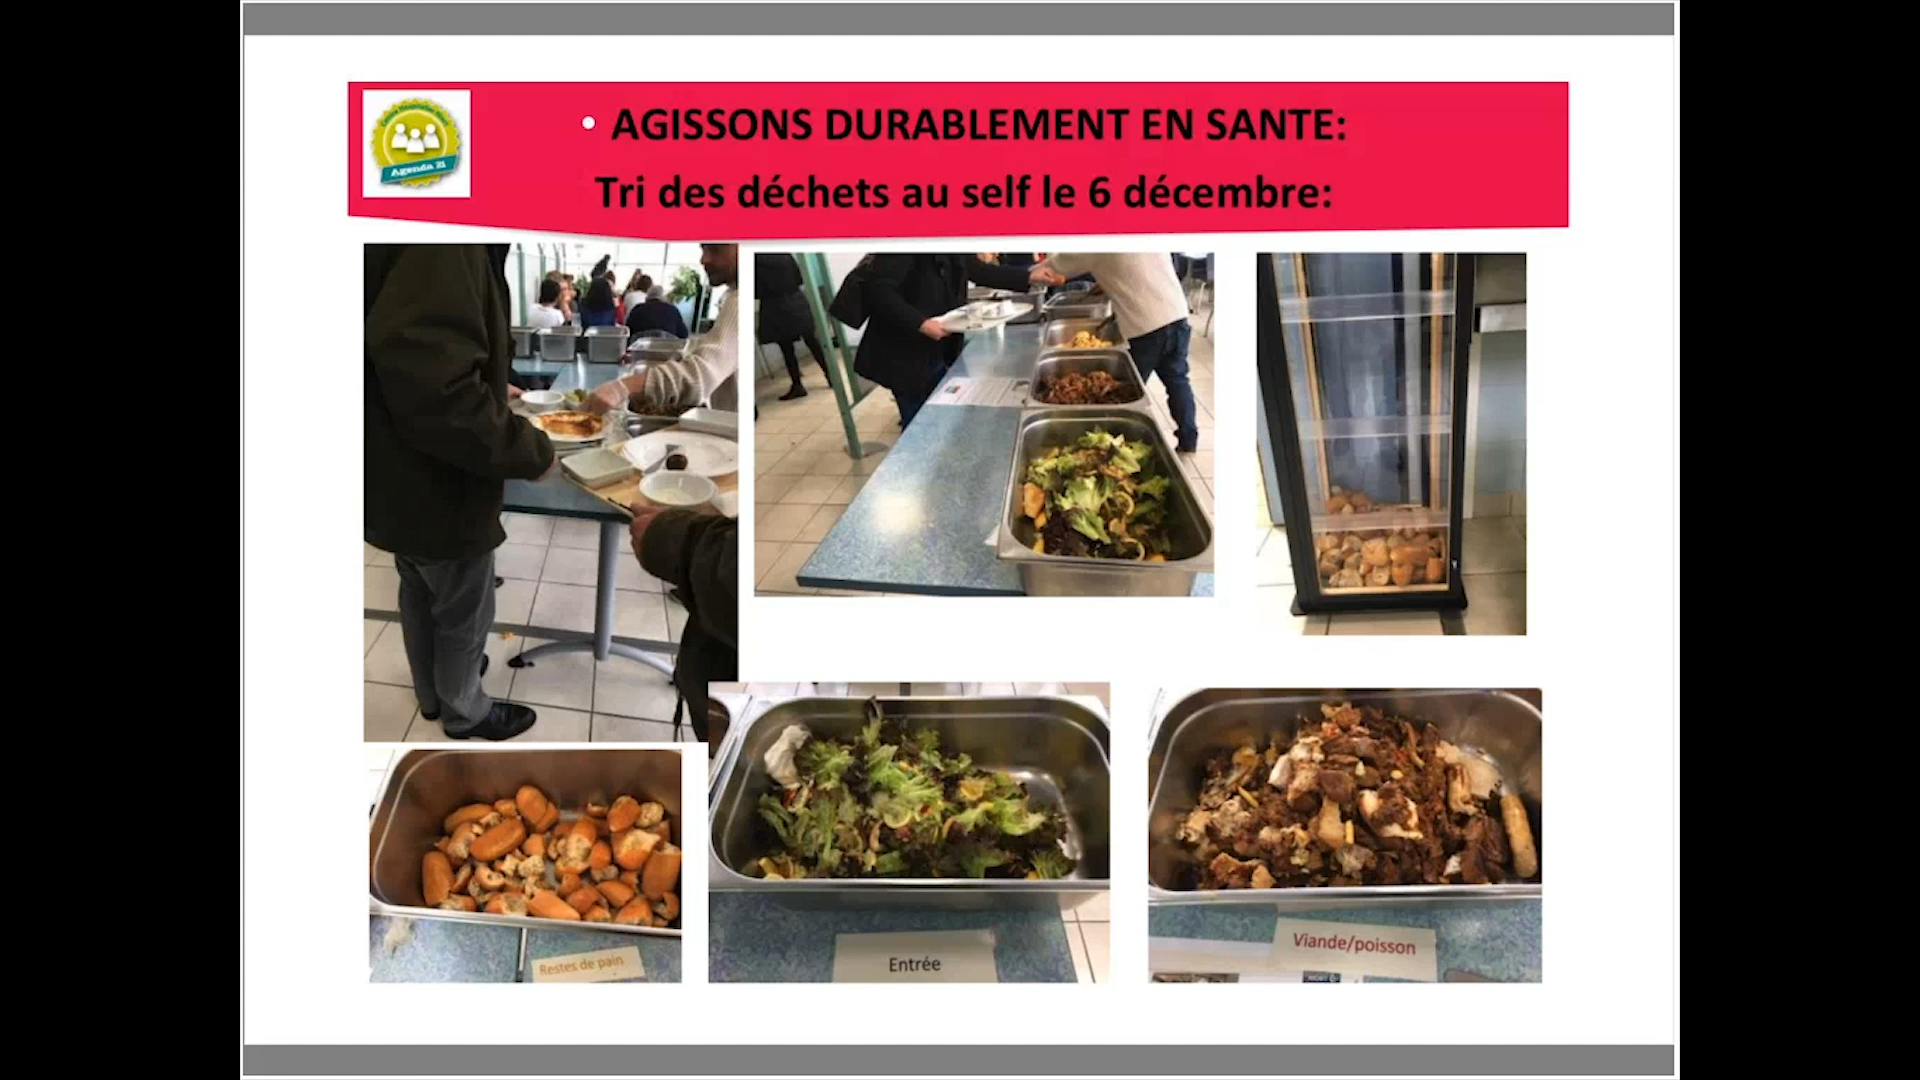 • AGISSONS DURABLEMENT EN SANTE:
Tri des déchets au self le 6 décembre:
Agenda 21
Restes de pain
Entrée
Viande/poisson